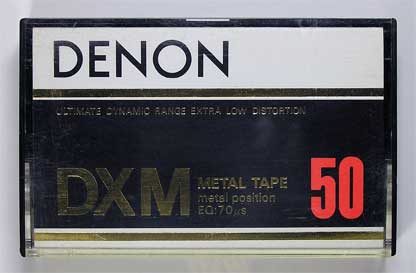 DENON
ULTIMATE DYNAMIC RANGE EXTRA LOW DISTORTION
DXM METAL TAPE 50
metal position
EQ:70μs